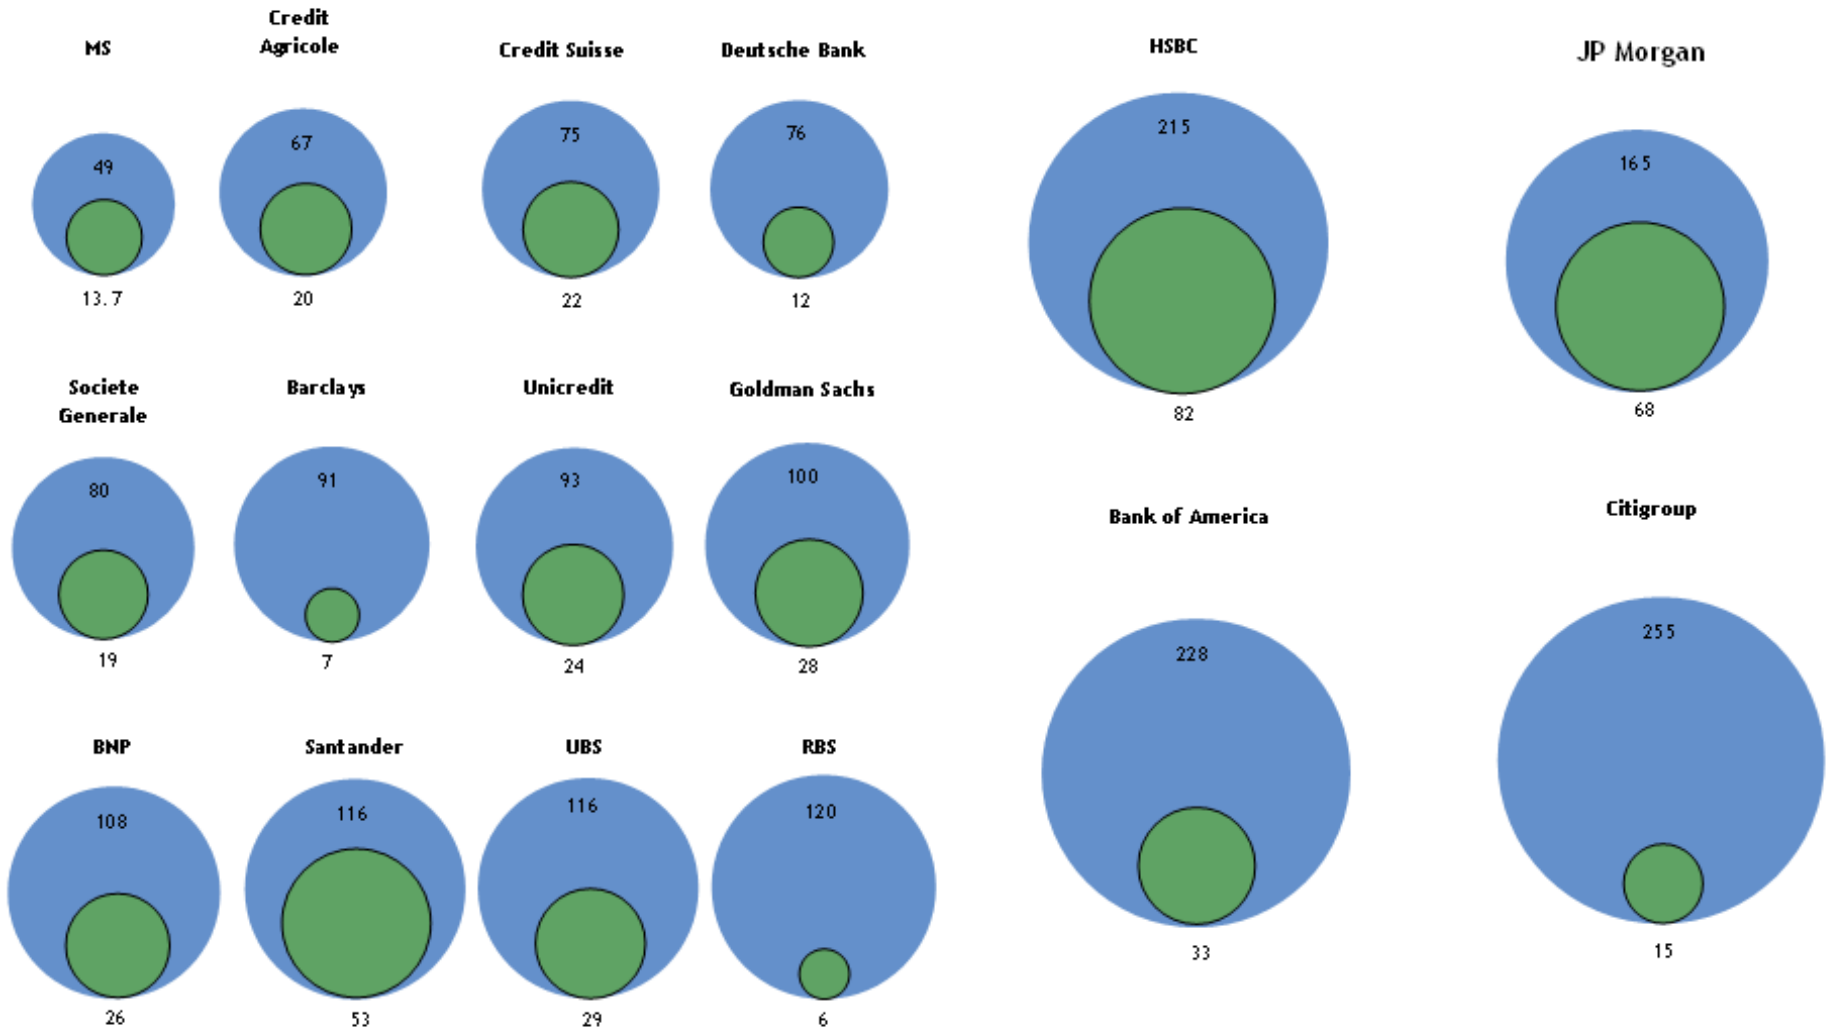 MS
Credit
Agricole
Credit Suisse
Deutsche Bank
HSBC
JP Morgan
49
67
75
76
215
165
13.7
20
22
12
82
68
Societe
Generale
Barclays
Unicredit
Goldman Sachs
80
91
93
100
19
7
24
28
Bank of America
Citigroup
228
255
33
15
BNP
Santander
UBS
RBS
108
116
116
120
26
53
29
6